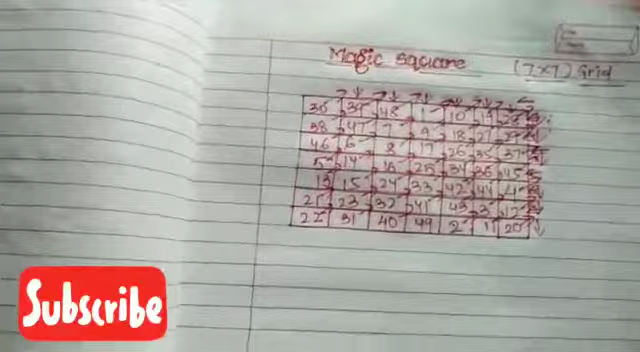 Magic square (7x7) Grid
30 39 48 1 10 19 28
38 47 7 9 18 27 29
46 6 8 17 26 35 37
5 14 16 25 34 36 45
13 15 24 33 42 44 4
21 23 32 41 43 3 12
22 31 40 49 2 11 20
Subscribe